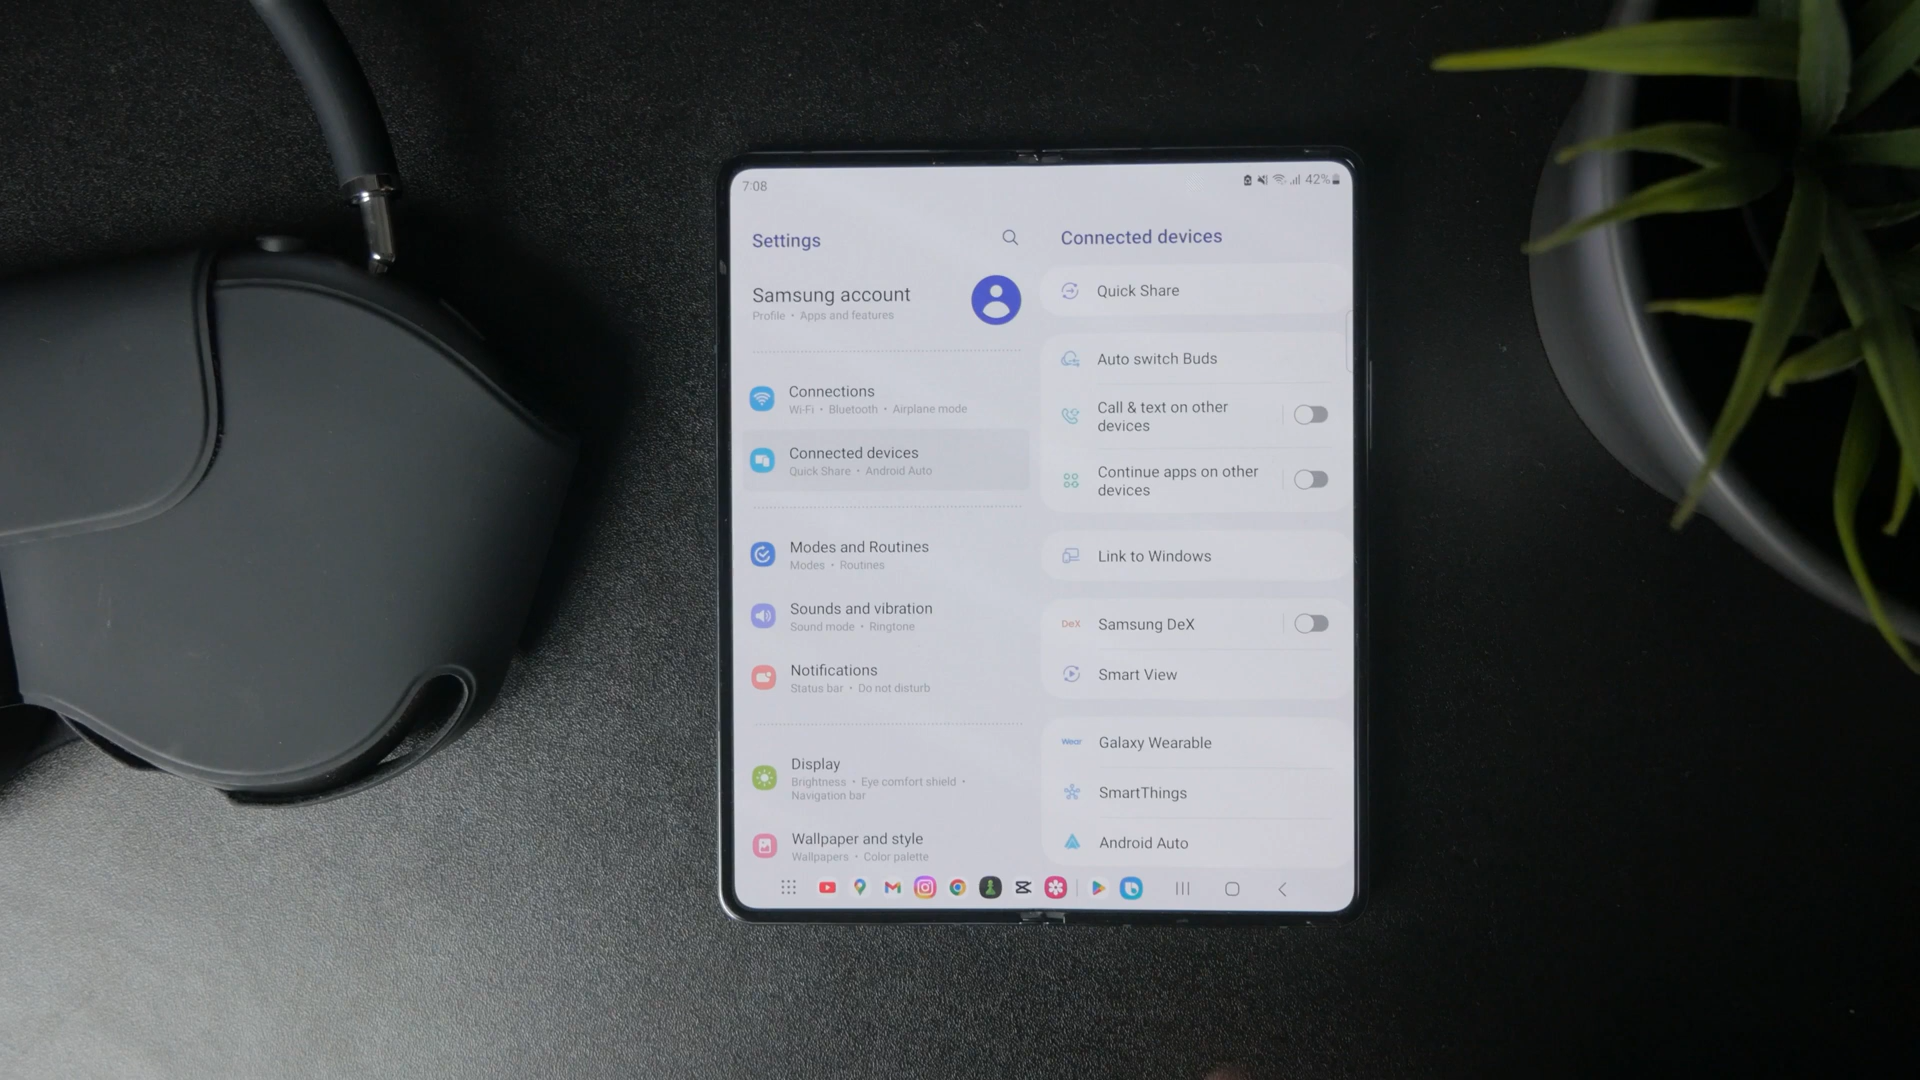 7:08
42%
Settings
Samsung account
Profile • Apps and features
Connections
Wi-Fi • Bluetooth • Airplane mode
Connected devices
Quick Share • Android Auto
Modes and Routines
Modes • Routines
Sounds and vibration
Sound mode • Ringtone
Notifications
Status bar • Do not disturb
Display
Brightness • Eye comfort shield •
Navigation bar
Wallpaper and style
Wallpapers • Color palette
Connected devices
Quick Share
Auto switch Buds
Call & text on other
devices
Continue apps on other
devices
Link to Windows
DeX Samsung DeX
Smart View
Wear Galaxy Wearable
SmartThings
Android Auto